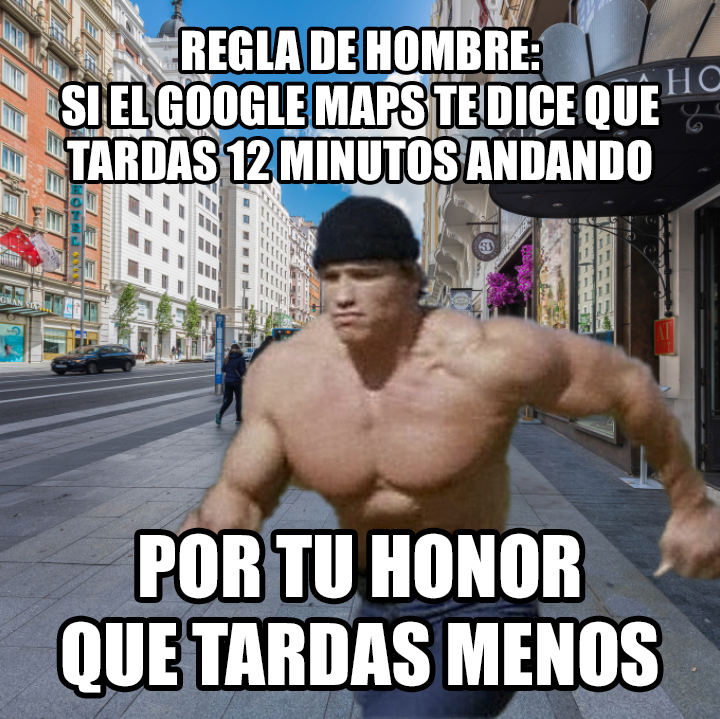 REGLA DE HOMBRE:
SI EL GOOGLE MAPS TE DICE QUE
TARDAS 12 MINUTOS ANDANDO
HOTEL
POR TU HONOR
QUE TARDAS MENOS